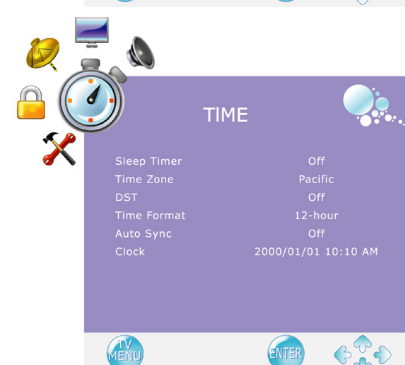 TIME
Sleep Timer Off
Time Zone Pacific
DST Off
Time Format 12-hour
Auto Sync Off
Clock 2000/01/01 10:10 AM
TV
MENU
ENTER